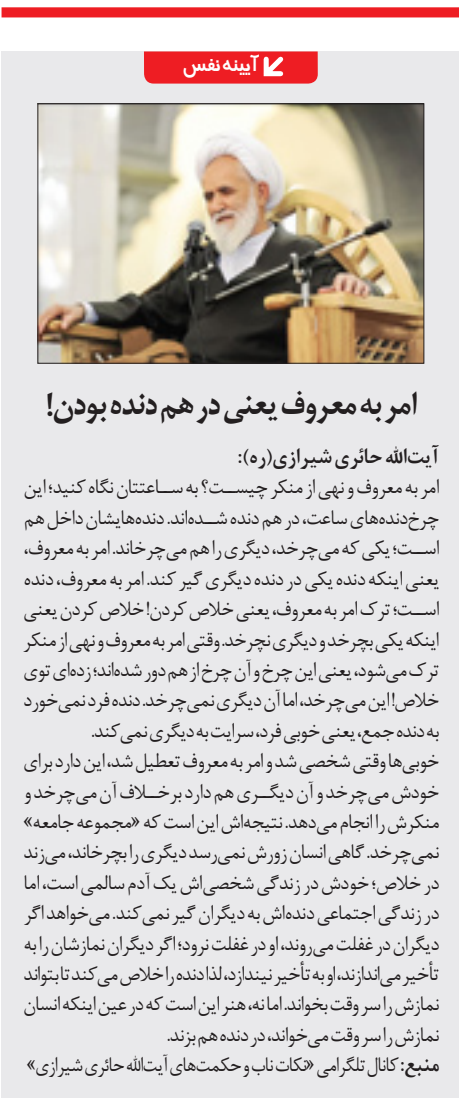 آیینه نفس
امر به معروف یعنی در هم دنده بودن!
آیت‌الله حائری شیرازی(ره):
امر به معروف و نهی از منکر چیست؟ به ساعتتان نگاه کنید؛ این
چرخ‌دنده‌های ساعت، در هم دنده شده‌اند. دنده‌هایشان داخل هم
است؛ یکی که می‌چرخد، دیگری را هم می‌چرخاند. امر به معروف،
یعنی اینکه دنده یکی در دنده دیگری گیر کند. امر به معروف، دنده
است؛ ترک امر به معروف، یعنی خلاص کردن! خلاص کردن یعنی
اینکه یکی بچرخد و دیگری نچرخد. وقتی امر به معروف و نهی از منکر
ترک می‌شود، یعنی این چرخ و آن چرخ از هم دور شده‌اند؛ زده‌ای توی
خلاص! این می‌چرخد، اما آن دیگری نمی‌چرخد. دنده فرد نمی‌خورد
به دنده جمع، یعنی خوبی فرد، سرایت به دیگری نمی‌کند.
خوبی‌ها وقتی شخصی شد و امر به معروف تعطیل شد، این دارد برای
خودش می‌چرخد و آن دیگری هم دارد برخلاف آن می‌چرخد و
منکرش را انجام می‌دهد. نتیجه‌اش این است که «مجموعه جامعه»
نمی‌چرخد. گاهی انسان زورش نمی‌رسد دیگری را بچرخاند، می‌زند
در خلاص؛ خودش در زندگی شخصی‌اش یک آدم سالمی است، اما
در زندگی اجتماعی دنده‌اش به دیگران گیر نمی‌کند. می‌خواهد اگر
دیگران در غفلت می‌روند، او در غفلت نرود؛ اگر دیگران نمازشان را به
تأخیر می‌اندازند، او به تأخیر نیندازد، لذا دنده را خلاص می‌کند تا بتواند
نمازش را سر وقت بخواند. اما نه، هنر این است که در عین اینکه انسان
نمازش را سر وقت می‌خواند، در دنده هم بزند.
منبع: کانال تلگرامی «نکات ناب و حکمت‌های آیت‌الله حائری شیرازی»